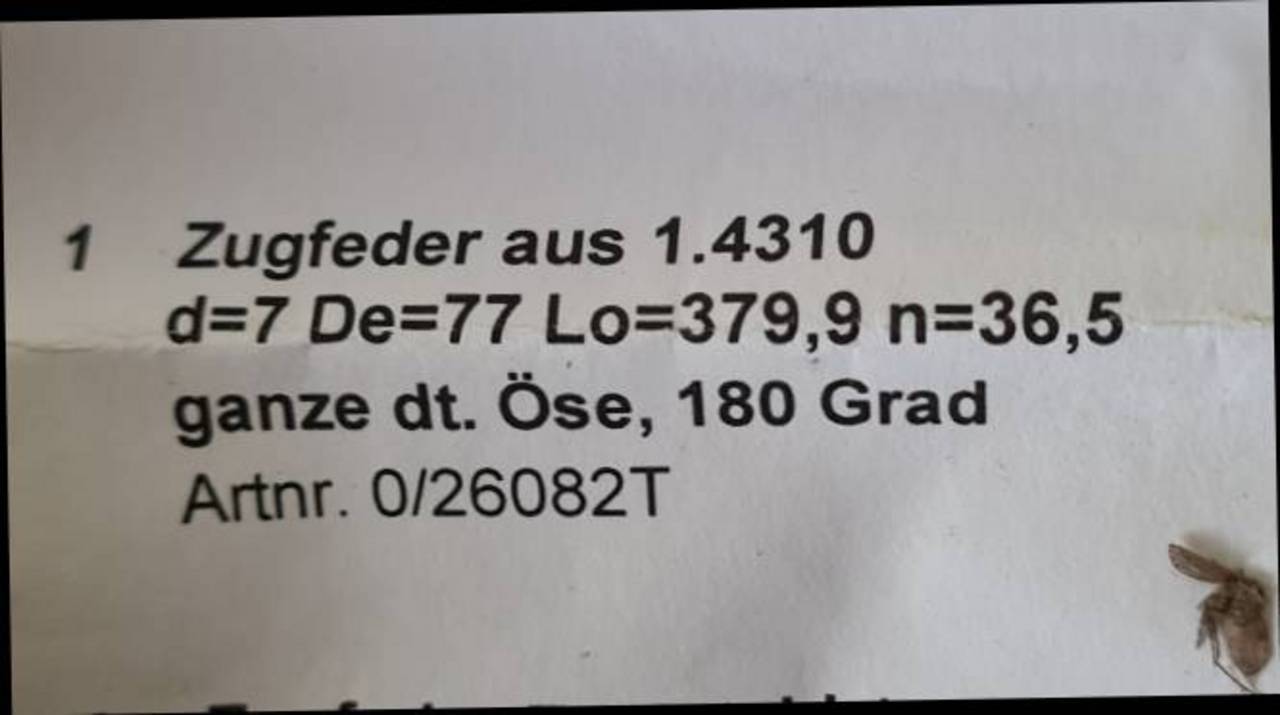 1 Zugfeder aus 1.4310
d=7 De=77 Lo=379,9 n=36,5
ganze dt. Öse, 180 Grad
Artnr. 0/26082T